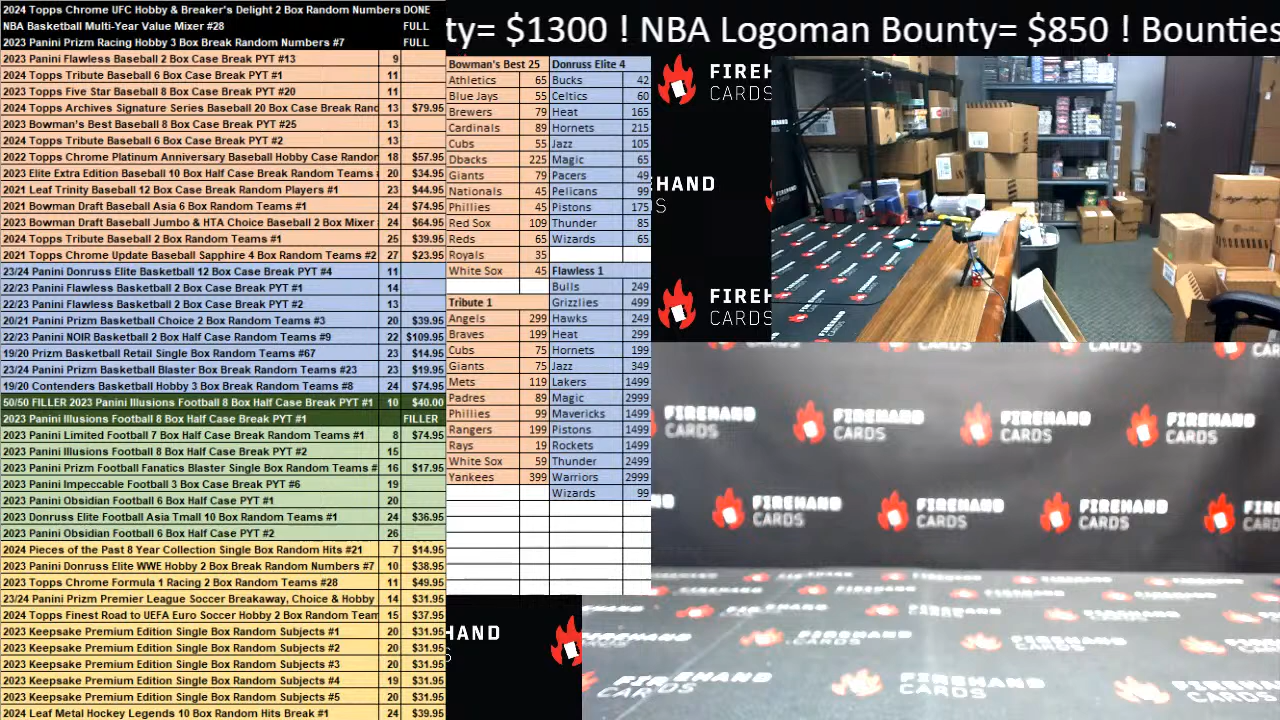 2024 Topps Chrome UFC Hobby & Breaker's Delight 2 Box Random Numbers DONE
NBA Basketball Multi-Year Value Mixer #28 FULL
2023 Panini Prizm Racing Hobby 3 Box Break Random Numbers #7 FULL
2023 Panini Flawless Baseball 2 Box Case Break PYT #13 9
2024 Topps Tribute Baseball 6 Box Case Break PYT #1 11
2023 Topps Five Star Baseball 8 Box Case Break PYT #20 11
2024 Topps Archives Signature Series Baseball 20 Box Case Break Ranc 13 $79.95
2023 Bowman's Best Baseball 8 Box Case Break PYT #25 13
2024 Topps Tribute Baseball 6 Box Case Break PYT #2 13
2022 Topps Chrome Platinum Anniversary Baseball Hobby Case Randor 18 $57.95
2023 Elite Extra Edition Baseball 10 Box Half Case Break Random Teams 20 $34.95
2021 Leaf Trinity Baseball 12 Box Case Break Random Players #1 23 $44.95
2021 Bowman Draft Baseball Asia 6 Box Random Teams #1 24 $74.95
2023 Bowman Draft Baseball Jumbo & HTA Choice Baseball 2 Box Mixer 24 $64.95
2024 Topps Tribute Baseball 2 Box Random Teams #1 25 $39.95
2021 Topps Chrome Update Baseball Sapphire 4 Box Random Teams #2 27 $23.95
23/24 Panini Donruss Elite Basketball 12 Box Case Break PYT #4 11
22/23 Panini Flawless Basketball 2 Box Case Break PYT #1 14
22/23 Panini Flawless Basketball 2 Box Case Break PYT #2 13
20/21 Panini Prizm Basketball Choice 2 Box Random Teams #3 20 $39.95
22/23 Panini NOIR Basketball 2 Box Half Case Break Random Teams #9 22 $109.95
19/20 Prizm Basketball Retail Single Box Random Teams #67 23 $14.95
23/24 Panini Prizm Basketball Blaster Box Break Random Teams #23 23 $19.95
19/20 Contenders Basketball Hobby 3 Box Break Random Teams #8 24 $74.95
50/50 FILLER 2023 Panini Illusions Football 8 Box Half Case Break PYT #1 10 $40.00
2023 Panini Illusions Football 8 Box Half Case Break PYT #1 FILLER
2023 Panini Limited Football 7 Box Half Case Break Random Teams #1 8 $74.95
2023 Panini Illusions Football 8 Box Half Case Break PYT #2 15
2023 Panini Prizm Football Fanatics Blaster Single Box Random Teams # 16 $17.95
2023 Panini Impeccable Football 3 Box Case Break PYT #6 19
2023 Panini Obsidian Football 6 Box Half Case PYT #1 20
2023 Donruss Elite Football Asia Tmall 10 Box Random Teams #1 24 $36.95
2023 Panini Obsidian Football 6 Box Half Case PYT #2 26
2024 Pieces of the Past 8 Year Collection Single Box Random Hits #21 7 $14.95
2023 Panini Donruss Elite WWE Hobby 2 Box Break Random Numbers #7 10 $38.95
2023 Topps Chrome Formula 1 Racing 2 Box Random Teams #28 11 $49.95
23/24 Panini Prizm Premier League Soccer Breakaway, Choice & Hobby 14 $31.95
2024 Topps Finest Road to UEFA Euro Soccer Hobby 2 Box Random Team 15 $37.95
2023 Keepsake Premium Edition Single Box Random Subjects #1 20 $31.95
2023 Keepsake Premium Edition Single Box Random Subjects #2 20 $31.95
2023 Keepsake Premium Edition Single Box Random Subjects #3 20 $31.95
2023 Keepsake Premium Edition Single Box Random Subjects #4 19 $31.95
2023 Keepsake Premium Edition Single Box Random Subjects #5 20 $31.95
2024 Leaf Metal Hockey Legends 10 Box Random Hits Break #1 24 $39.95
ty= $1300 ! NBA Logoman Bounty= $850 ! Bounties
Bowman's Best 25
Athletics 65
Blue Jays 55
Brewers 79
Cardinals 89
Cubs 55
Dbacks 225
Giants 79
Nationals 45
Phillies 45
Red Sox 109
Reds 65
Royals 35
White Sox 45
Tribute 1
Angels 299
Braves 199
Cubs 75
Giants 75
Mets 119
Padres 89
Phillies 99
Rangers 199
Rays 19
White Sox 59
Yankees 399
Donruss Elite 4
Bucks 42
Celtics 60
Heat 165
Hornets 215
Jazz 105
Magic 65
Pacers 49
Pelicans 99
Pistons 175
Thunder 85
Wizards 65
Flawless 1
Bulls 249
Grizzlies 499
Hawks 249
Heat 299
Hornets 199
Jazz 349
Lakers 1499
Magic 2999
Mavericks 1499
Pistons 1499
Rockets 1499
Thunder 2499
Warriors 2999
Wizards 99
FIREH
CARDS
HAND
S
FIREH
CARDS
HAND
S
FIREHAND
CARDS
FIREHAND
CARDS
FIREHAND
CARDS
FIREHAND
CARDS
FIREHAND
CARDS
FIREHAND
CARDS